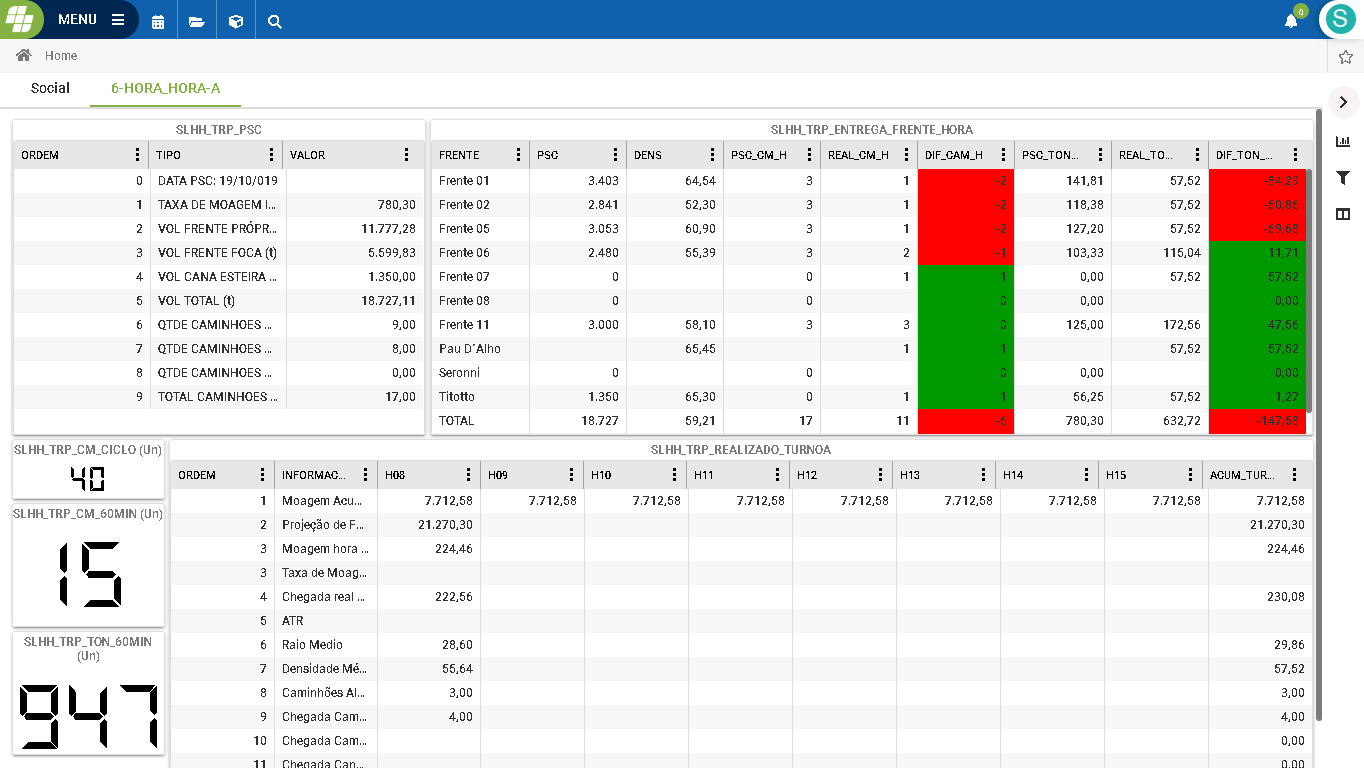 MENU
0
S
Home
Social 6-HORA_HORA-A
SLHH_TRP_PSC
ORDEM TIPO VALOR
0 DATA PSC: 19/10/019
1 TAXA DE MOAGEM I... 780,30
2 VOL FRENTE PRÓPR... 11.777,28
3 VOL FRENTE FOCA (t) 5.599,83
4 VOL CANA ESTEIRA ... 1.350,00
5 VOL TOTAL (t) 18.727,11
6 QTDE CAMINHOES ... 9,00
7 QTDE CAMINHOES ... 8,00
8 QTDE CAMINHOES ... 0,00
9 TOTAL CAMINHOES ... 17,00
SLHH_TRP_ENTREGA_FRENTE_HORA
FRENTE PSC DENS PSC_CM_H REAL_CM_H DIF_CAM_H PSC_TON... REAL_TO... DIF_TON_...
Frente 01 3.403 64,54 3 1 -2 141,81 57,52 -84,29
Frente 02 2.841 52,30 3 1 -2 118,38 57,52 -60,86
Frente 05 3.053 60,90 3 1 -2 127,20 57,52 -69,68
Frente 06 2.480 55,39 3 2 -1 103,33 115,04 11,71
Frente 07 0 0 1 1 0,00 57,52 57,52
Frente 08 0 0 0 0,00 0,00
Frente 11 3.000 58,10 3 3 0 125,00 172,56 47,56
Pau D´Alho 65,45 1 1 57,52 57,52
Seronni 0 0 0 0,00 0,00
Titotto 1.350 65,30 0 1 1 56,25 57,52 1,27
TOTAL 18.727 59,21 17 11 -6 780,30 632,72 -147,58
SLHH_TRP_CM_CICLO (Un)
40
SLHH_TRP_CM_60MIN (Un)
15
SLHH_TRP_TON_60MIN
(Un)
947
SLHH_TRP_REALIZADO_TURNOA
ORDEM INFORMAC... H08 H09 H10 H11 H12 H13 H14 H15 ACUM_TUR...
1 Moagem Acu... 7.712,58 7.712,58 7.712,58 7.712,58 7.712,58 7.712,58 7.712,58 7.712,58 7.712,58
2 Projeção de F... 21.270,30 21.270,30
3 Moagem hora ... 224,46 224,46
3 Taxa de Moag...
4 Chegada real ... 222,56 230,08
5 ATR
6 Raio Medio 28,60 29,86
7 Densidade Mé... 55,64 57,52
8 Caminhões Al... 3,00 3,00
9 Chegada Cam... 4,00 4,00
10 Chegada Cam... 0,00
11 Chegada Can... 0,00